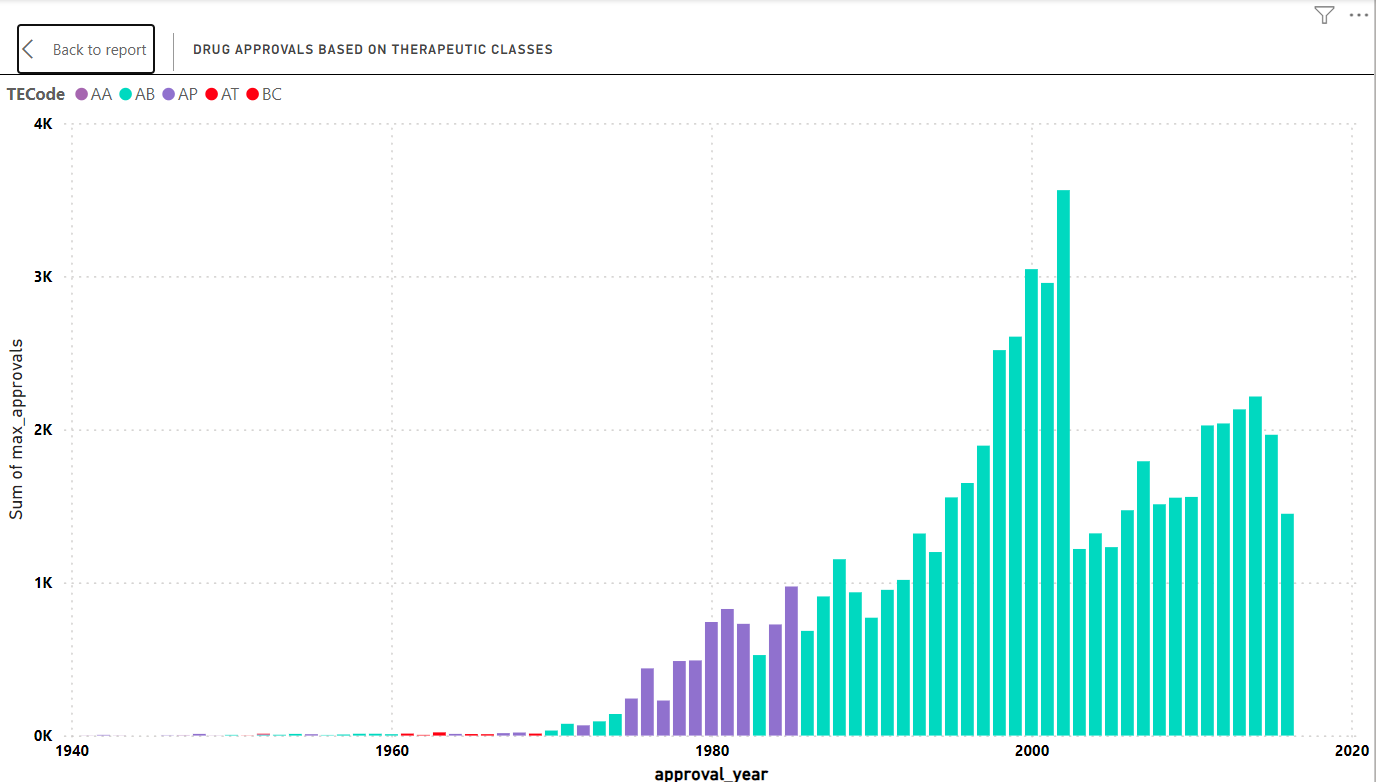 Back to report
DRUG APPROVALS BASED ON THERAPEUTIC CLASSES
TECode AA AB AP AT BC
4K
3K
2K
1K
0K
Sum of max_approvals
1940 1960 1980 2000 2020
approval_year